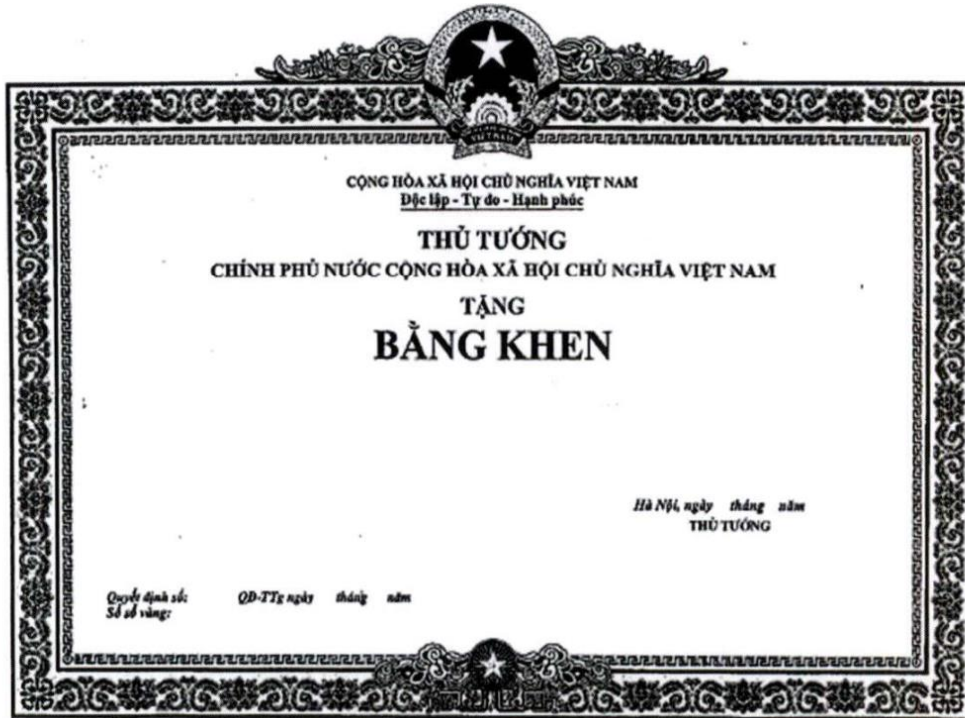 CỘNG HÒA XÃ HỘI CHỦ NGHĨA VIỆT NAM
Độc lập - Tự do - Hạnh phúc
THỦ TƯỚNG
CHÍNH PHỦ NƯỚC CỘNG HÒA XÃ HỘI CHỦ NGHĨA VIỆT NAM
TẶNG
BẰNG KHEN
Hà Nội, ngày tháng năm
THỦ TƯỚNG
Quyết định số: QĐ-TTg ngày tháng năm
Số sổ vàng: